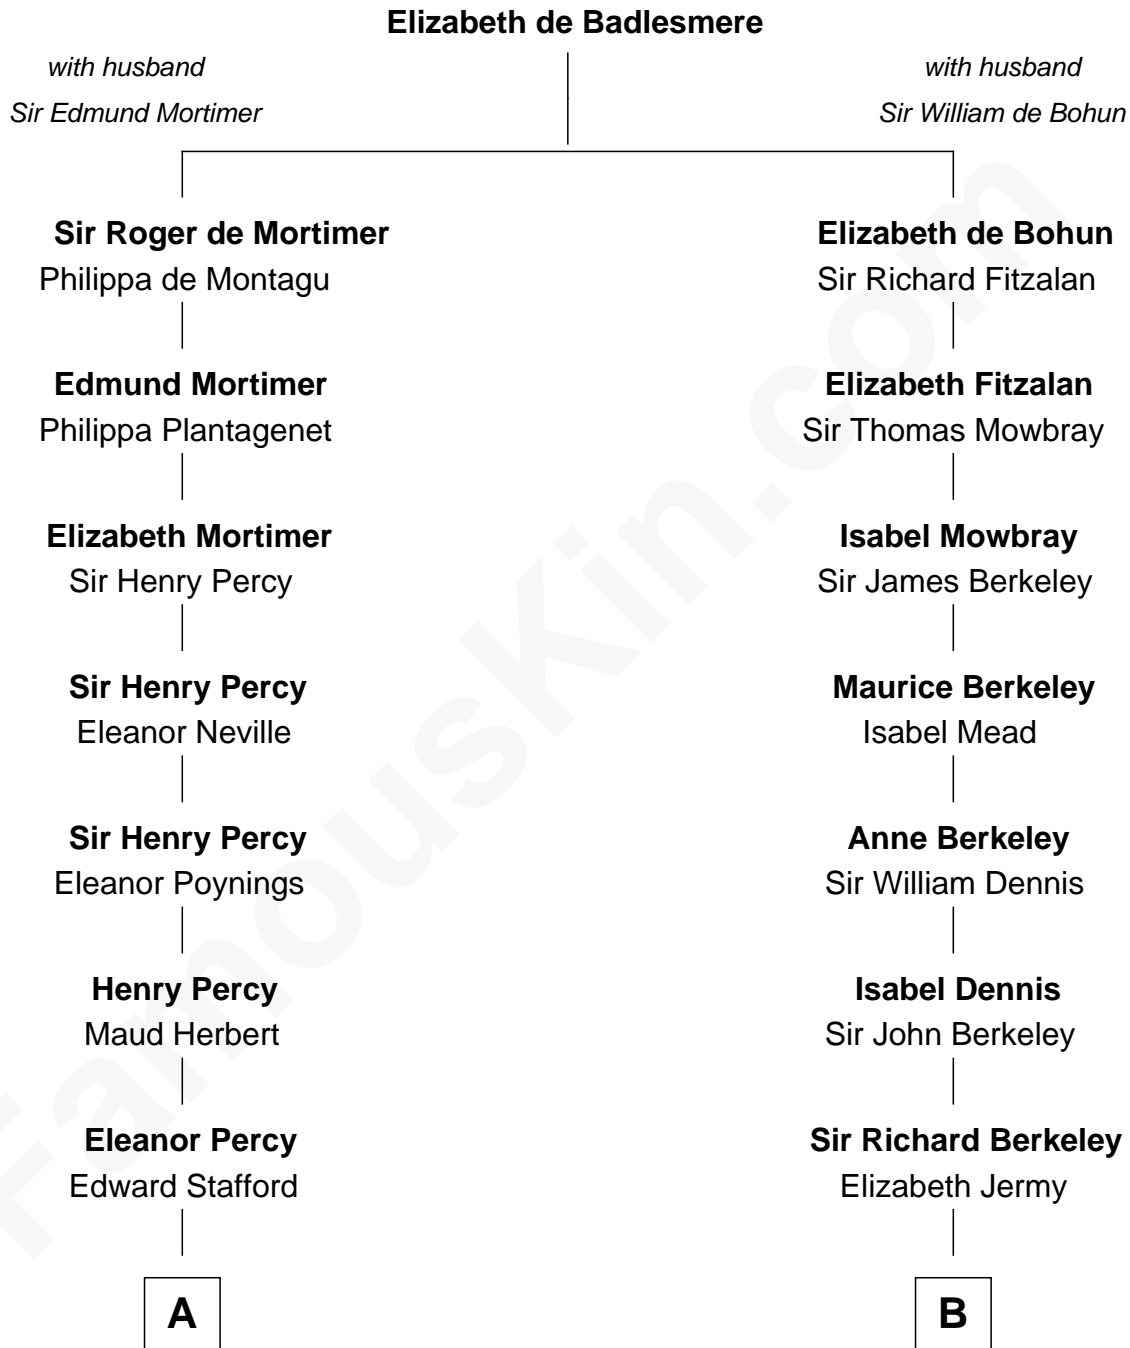 Elizabeth de Badlesmere
with husband
Sir Edmund Mortimer
with husband
Sir William de Bohun
Sir Roger de Mortimer
Philippa de Montagu
Elizabeth de Bohun
Sir Richard Fitzalan
Edmund Mortimer
Philippa Plantagenet
Elizabeth Fitzalan
Sir Thomas Mowbray
Elizabeth Mortimer
Sir Henry Percy
Isabel Mowbray
Sir James Berkeley
Sir Henry Percy
Eleanor Neville
Maurice Berkeley
Isabel Mead
Sir Henry Percy
Eleanor Poynings
Anne Berkeley
Sir William Dennis
Henry Percy
Maud Herbert
Isabel Dennis
Sir John Berkeley
Eleanor Percy
Edward Stafford
Sir Richard Berkeley
Elizabeth Jermy
A
B
FamousKin.com